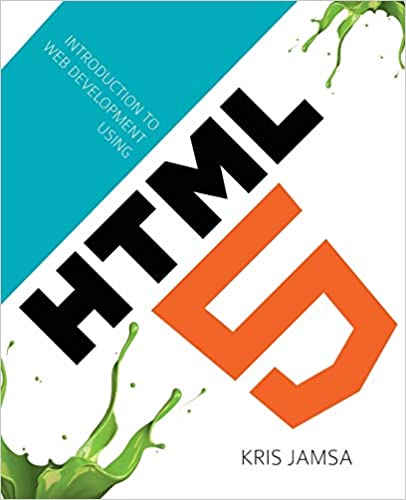 INTRODUCTION TO
WEB DEVELOPMENT
USING
HTML
5
KRIS JAMSA